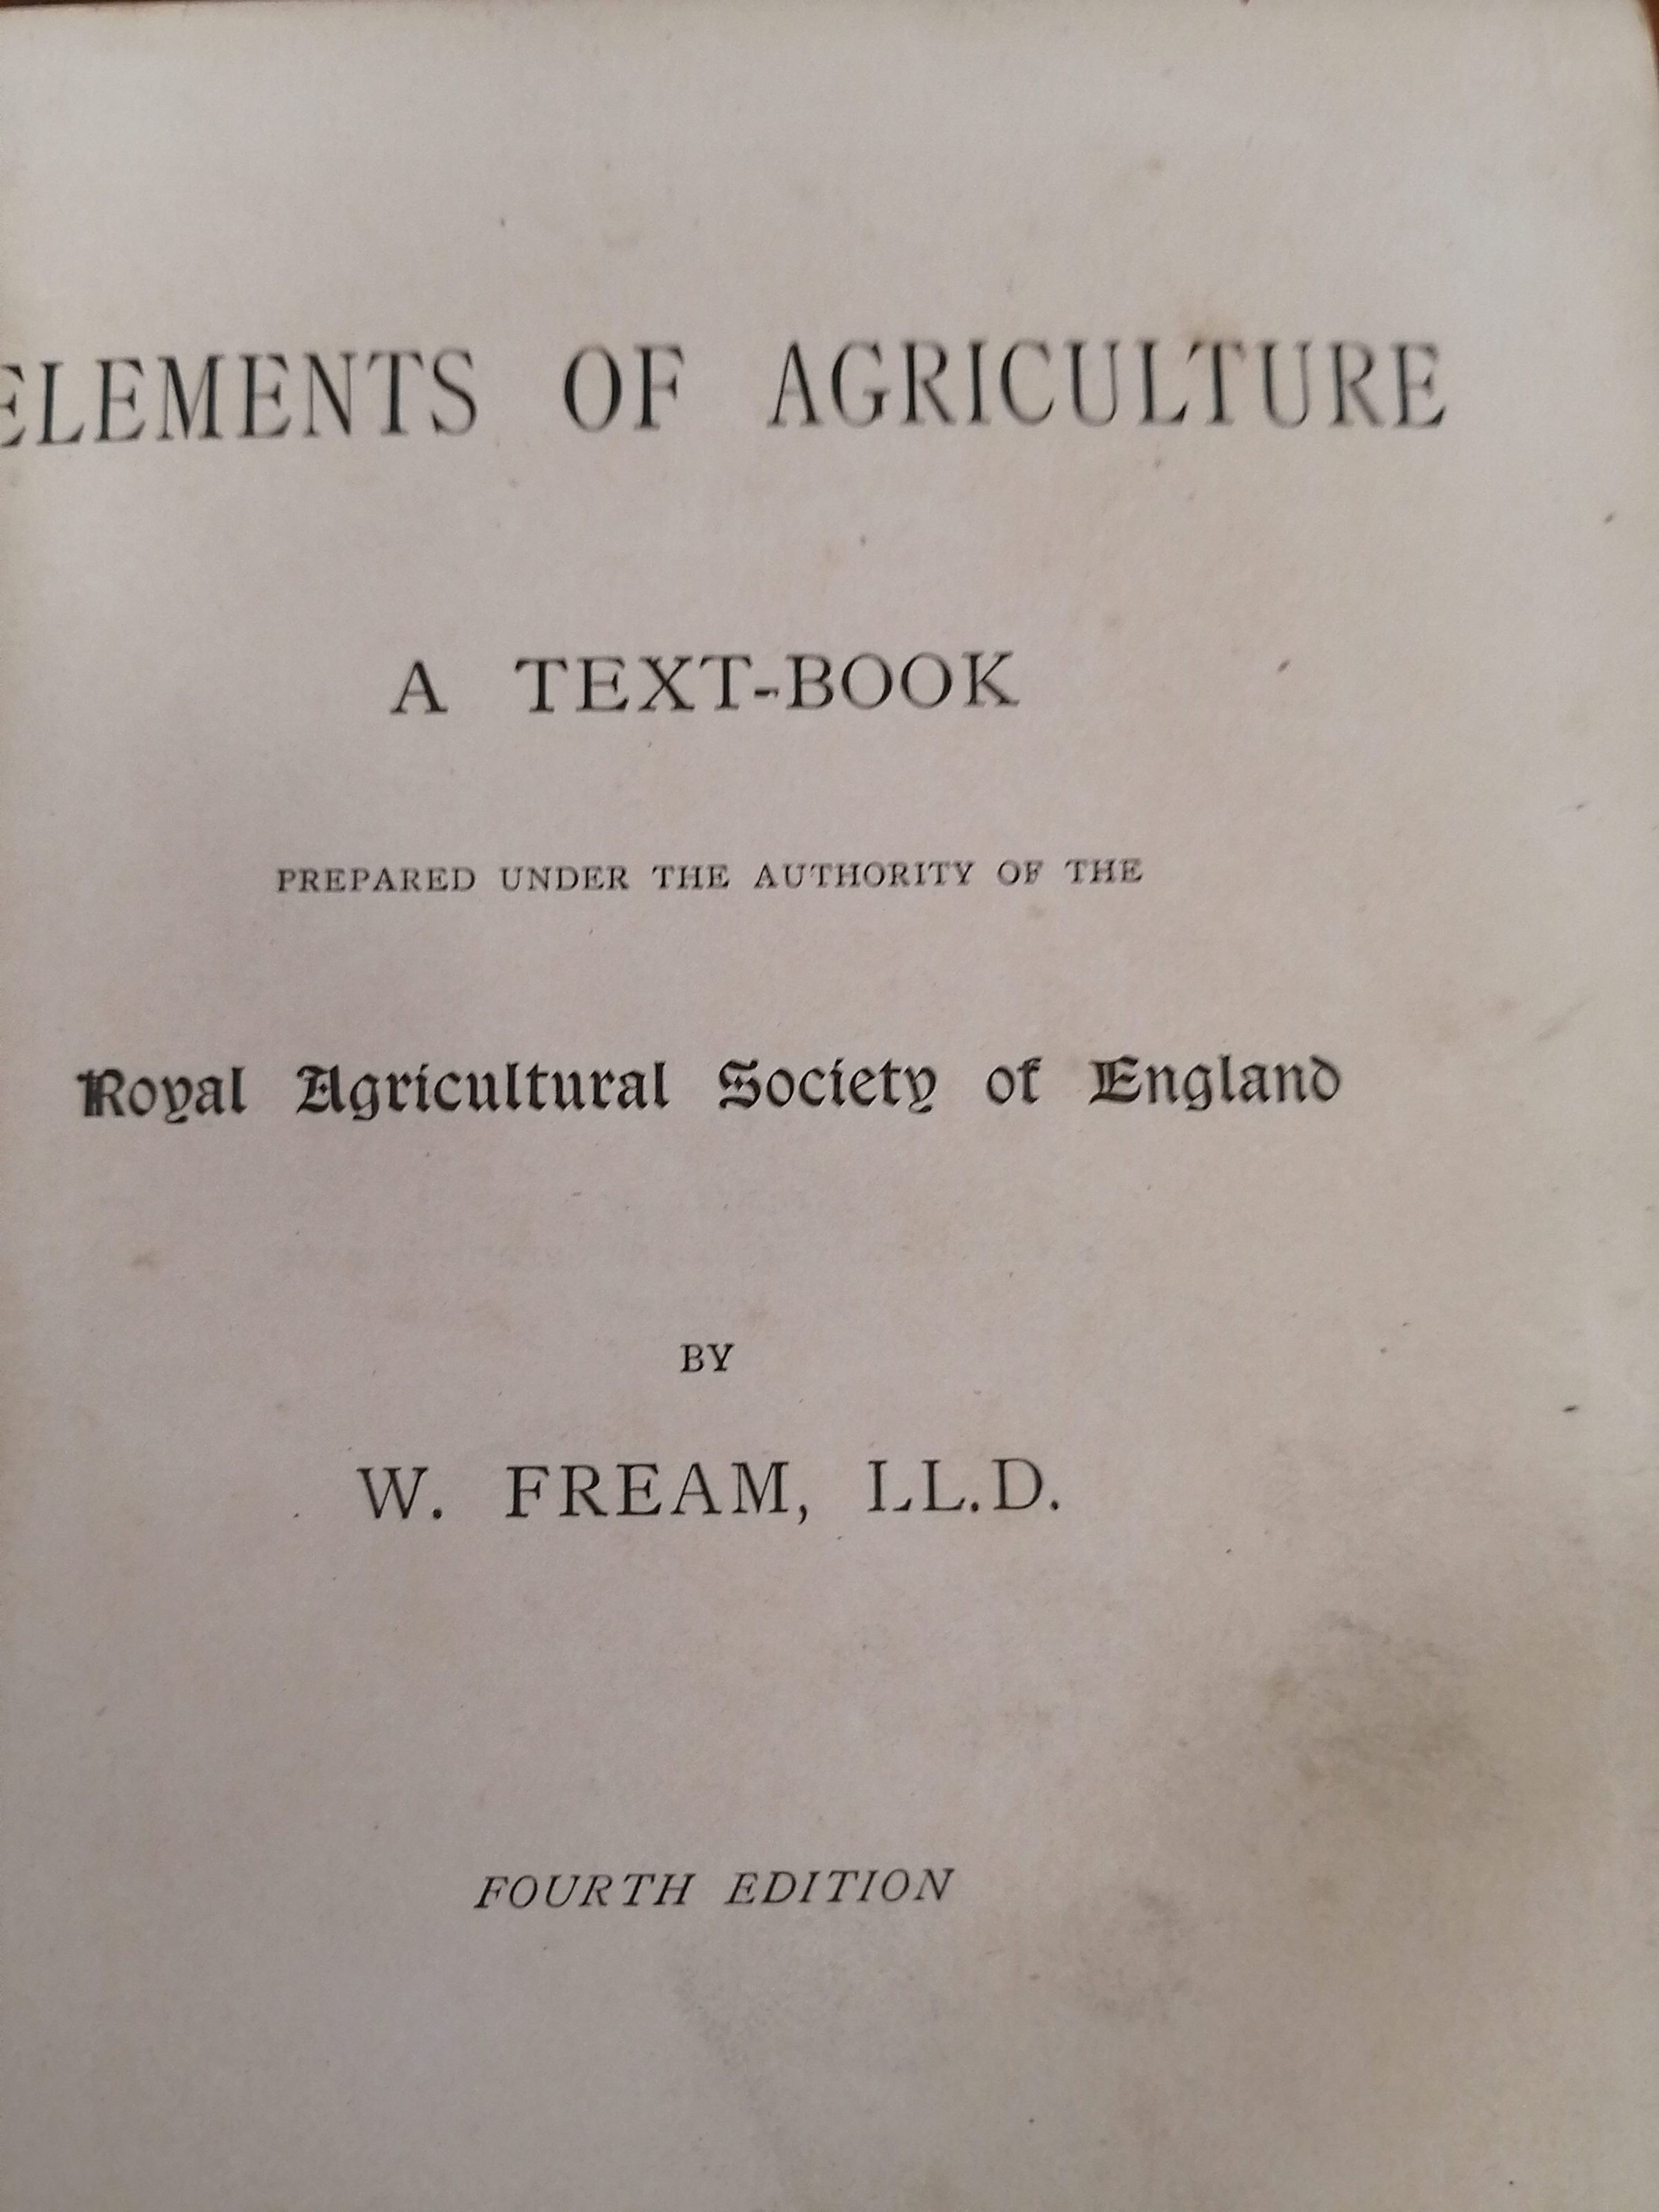 ELEMENTS OF AGRICULTURE
A TEXT-BOOK
PREPARED UNDER THE AUTHORITY OF THE
Royal Agricultural Society of England
BY
W. FREAM, LL.D.
FOURTH EDITION